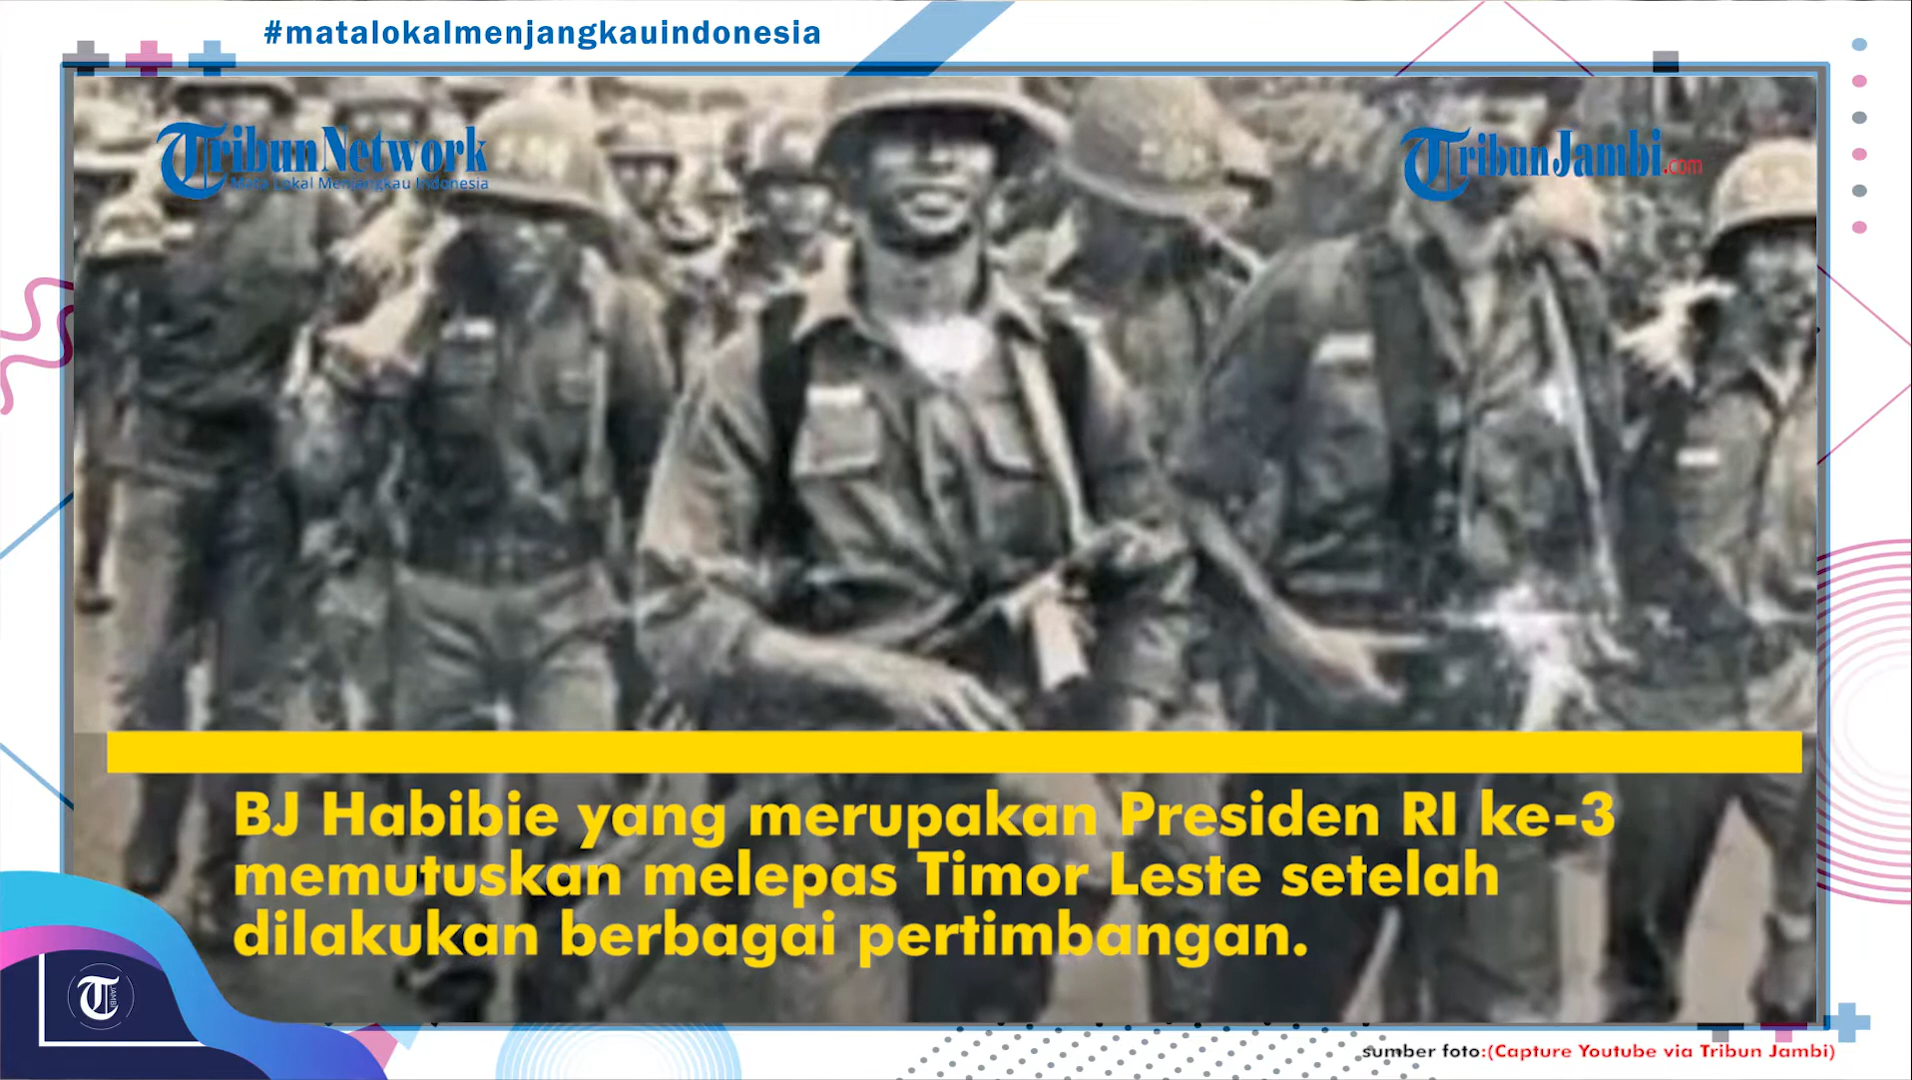 #matalokalmenjangkauindonesia
TribunNetwork
Mata Lokal Menjangkau Indonesia
TribunJambi.com
BJ Habibie yang merupakan Presiden RI ke-3
memutuskan melepas Timor Leste setelah
dilakukan berbagai pertimbangan.
T JAMBI
sumber foto:(Capture Youtube via Tribun Jambi)